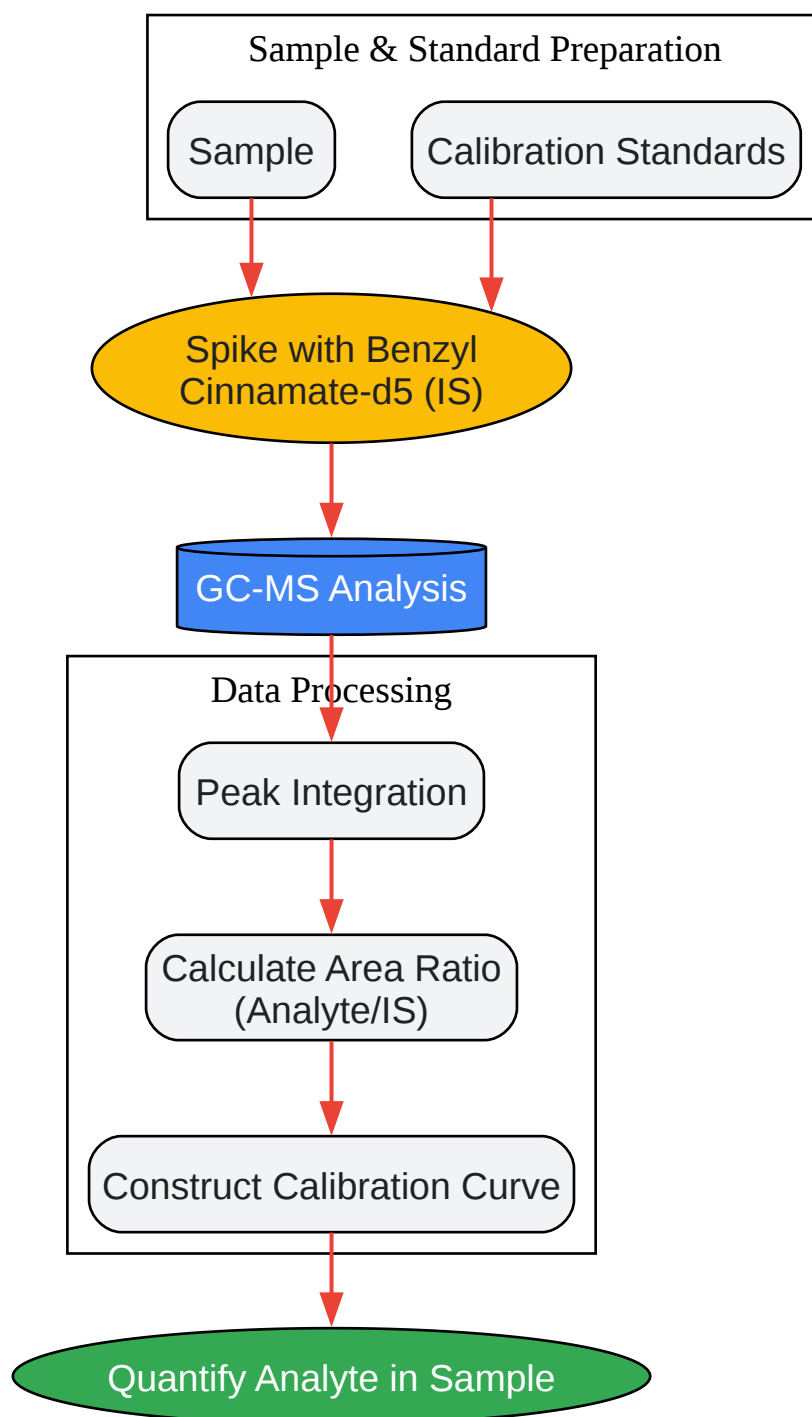 Sample & Standard Preparation
Sample
Calibration Standards
Spike with Benzyl
Cinnamate-d5 (IS)
GC-MS Analysis
Data Processing
Peak Integration
Calculate Area Ratio
(Analyte/IS)
Construct Calibration Curve
Quantify Analyte in Sample